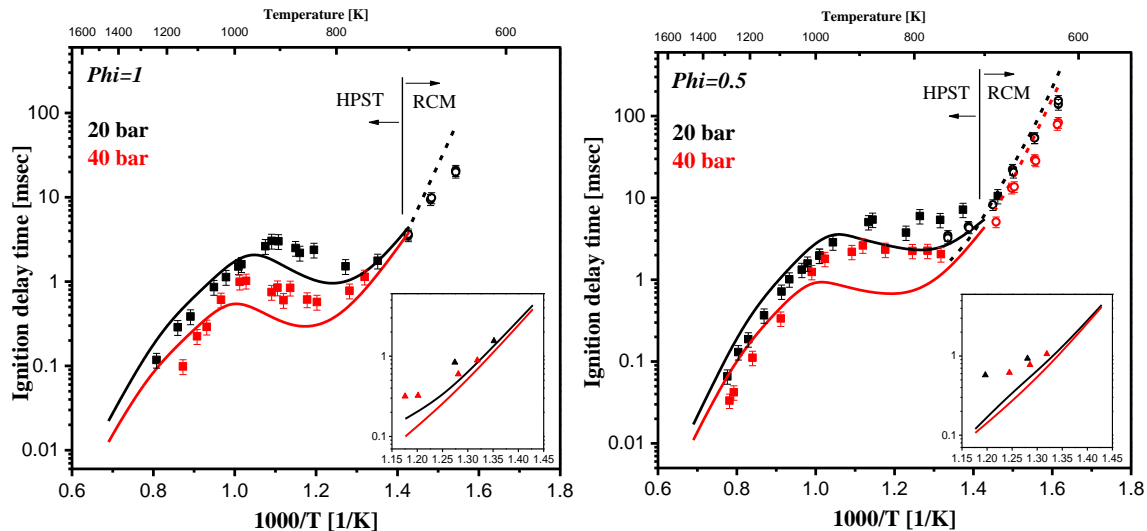 Temperature [K]
1600 1400 1200 1000 800 600
Phi=1
20 bar
40 bar
HPST
RCM
Ignition delay time [msec]
100
10
1
0.1
0.01
1
0.1
1.15 1.20 1.25 1.30 1.35 1.40 1.45
0.6 0.8 1.0 1.2 1.4 1.6 1.8
1000/T [1/K]
Temperature [K]
1600 1400 1200 1000 800 600
Phi=0.5
20 bar
40 bar
HPST
RCM
Ignition delay time [msec]
100
10
1
0.1
0.01
1
0.1
1.15 1.20 1.25 1.30 1.35 1.40 1.45
0.6 0.8 1.0 1.2 1.4 1.6 1.8
1000/T [1/K]